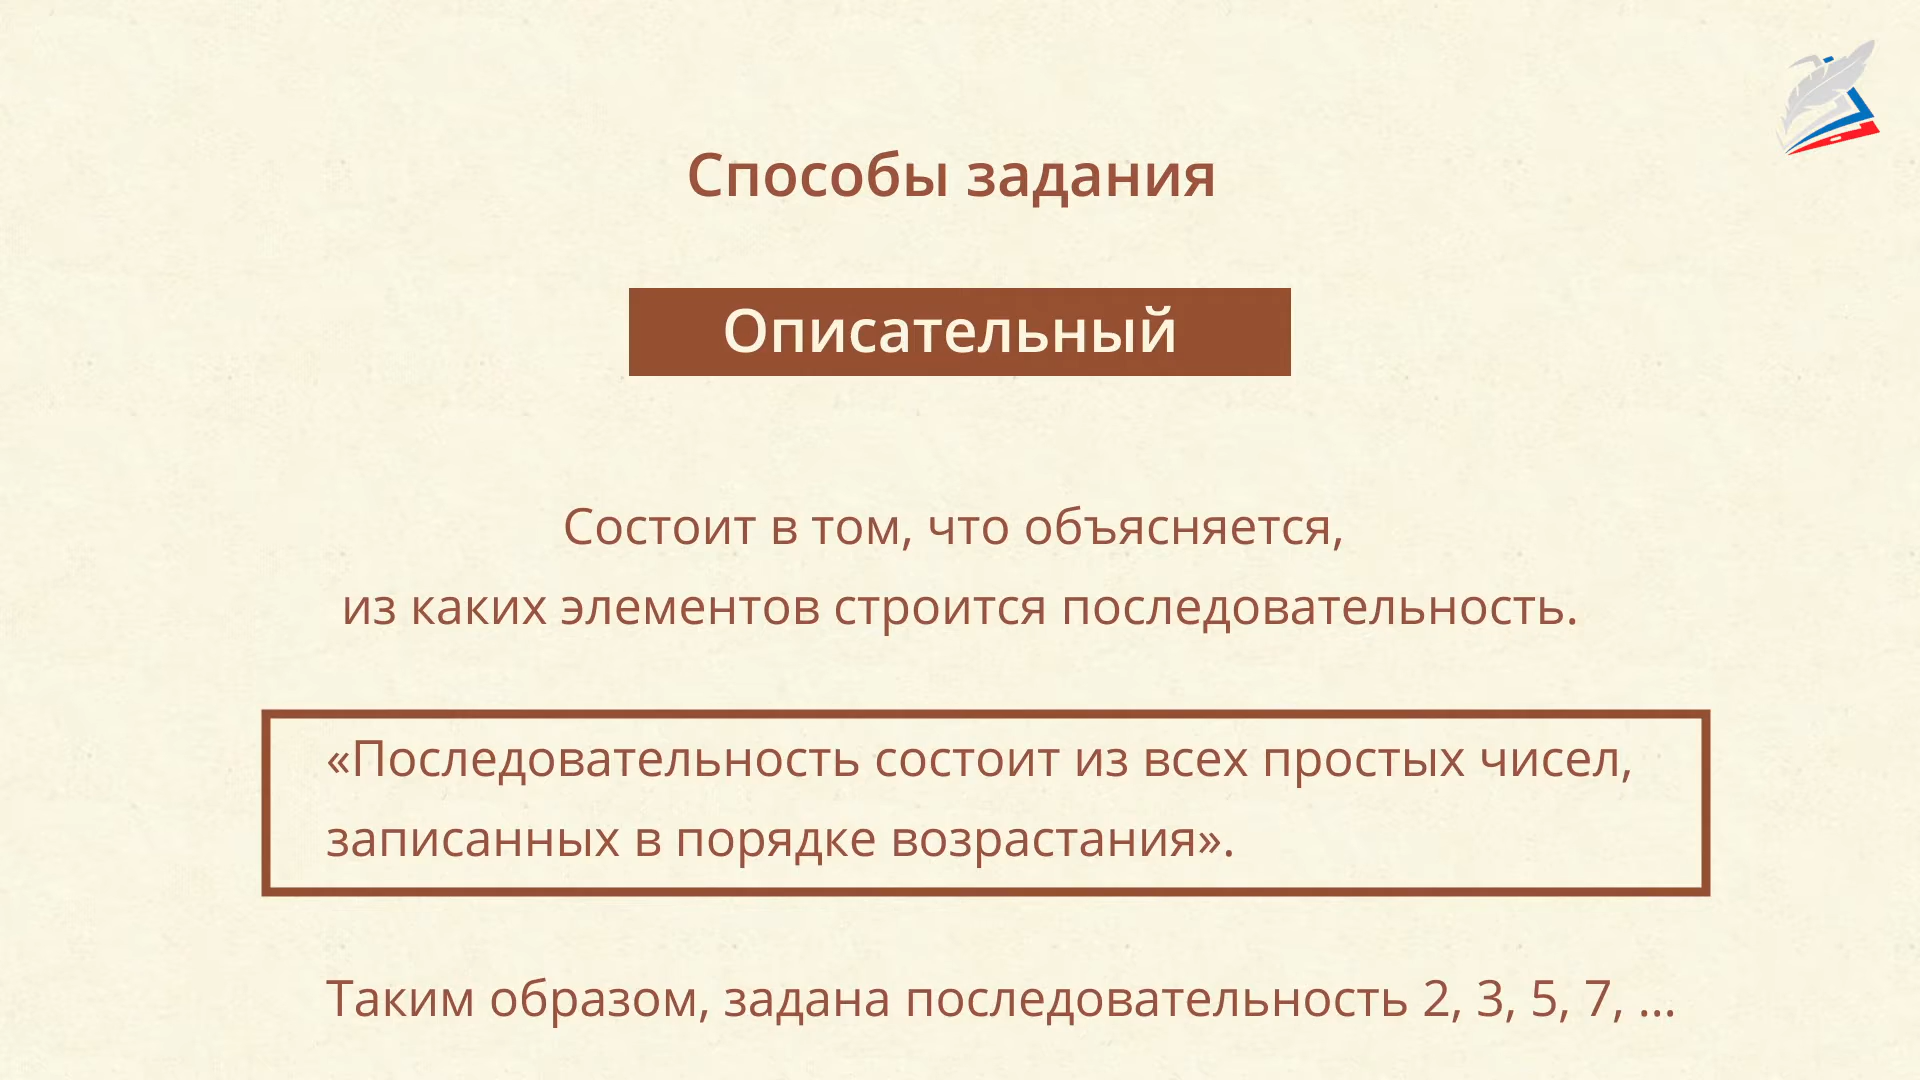 Способы задания
Описательный
Состоит в том, что объясняется,
из каких элементов строится последовательность.
«Последовательность состоит из всех простых чисел,
записанных в порядке возрастания».
Таким образом, задана последовательность 2, 3, 5, 7, ...